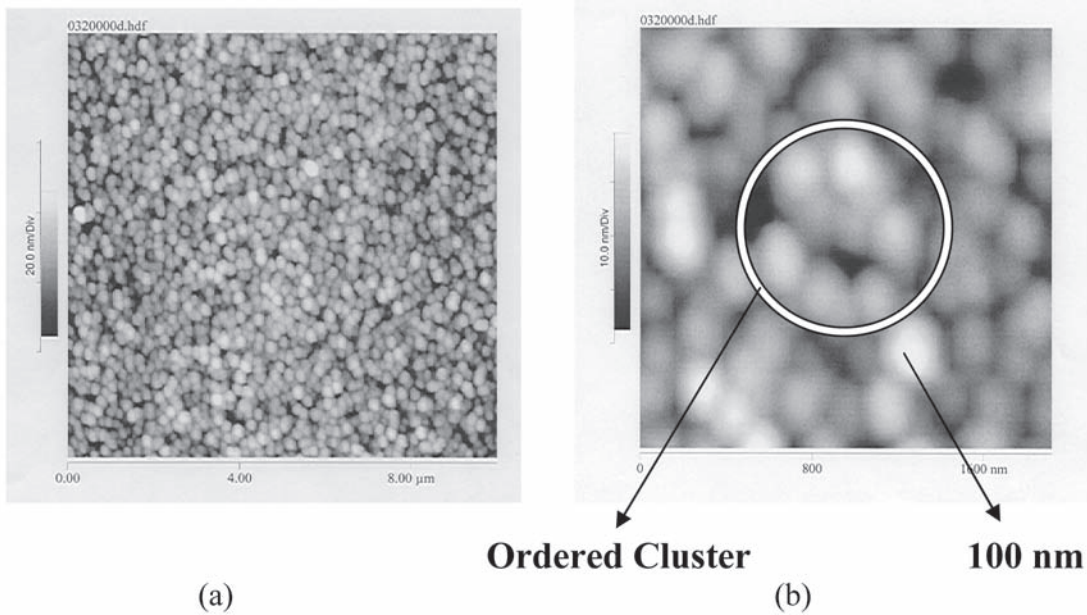 0320000d.hdf
20.0 nm/Div
0.00 4.00 8.00 µm
0320000d.hdf
10.0 nm/Div
0 800 1600 nm
Ordered Cluster
100 nm
(a)
(b)